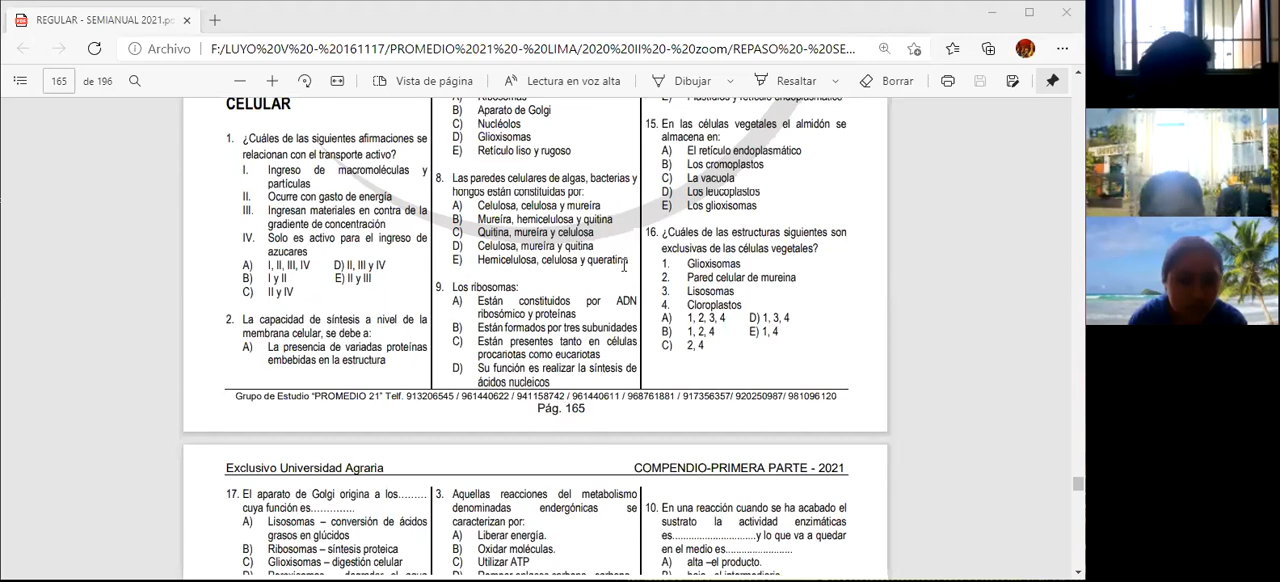 REGULAR - SEMIANUAL 2021.pc
Archivo
F:/LUYO%20V%20-%20161117/PROMEDIO%2021%20-%20LIMA/2020%20II%20-%20zoom/REPASO%20-%20SE...
165
de 196
Vista de página
Lectura en voz alta
Dibujar
Resaltar
Borrar
CELULAR
1. ¿Cuáles de las siguientes afirmaciones se
relacionan con el transporte activo?
I. Ingreso de macromoléculas y
partículas
II. Ocurre con gasto de energía
III. Ingresan materiales en contra de la
gradiente de concentración
IV. Solo es activo para el ingreso de
azucares
A) I, II, III, IV D) II, III y IV
B) I y II E) II y III
C) II y IV
2. La capacidad de síntesis a nivel de la
membrana celular, se debe a:
A) La presencia de variadas proteínas
embebidas en la estructura
A) Ribosomas
B) Aparato de Golgi
C) Nucléolos
D) Glioxisomas
E) Retículo liso y rugoso
8. Las paredes celulares de algas, bacterias y
hongos están constituidas por:
A) Celulosa, celulosa y mureíra
B) Mureíra, hemicelulosa y quitina
C) Quitina, mureíra y celulosa
D) Celulosa, mureíra y quitina
E) Hemicelulosa, celulosa y queratina
9. Los ribosomas:
A) Están constituidos por ADN
ribosómico y proteínas
B) Están formados por tres subunidades
C) Están presentes tanto en células
procariotas como eucariotas
D) Su función es realizar la síntesis de
ácidos nucleicos
E) Plastidios y retículo endoplasmático
15. En las células vegetales el almidón se
almacena en:
A) El retículo endoplasmático
B) Los cromoplastos
C) La vacuola
D) Los leucoplastos
E) Los glioxisomas
16. ¿Cuáles de las estructuras siguientes son
exclusivas de las células vegetales?
1. Glioxisomas
2. Pared celular de mureina
3. Lisosomas
4. Cloroplastos
A) 1, 2, 3, 4 D) 1, 3, 4
B) 1, 2, 4 E) 1, 4
C) 2, 4
Grupo de Estudio "PROMEDIO 21" Telf. 913206545 / 961440622 / 941158742 / 961440611 / 968761881 / 917356357/ 920250987/ 981096120
Pág. 165
Exclusivo Universidad Agraria
COMPENDIO-PRIMERA PARTE - 2021
17. El aparato de Golgi origina a los........
cuya función es.............
A) Lisosomas – conversión de ácidos
grasos en glúcidos
B) Ribosomas – síntesis proteica
C) Glioxisomas – digestión celular
3. Aquellas reacciones del metabolismo
denominadas endergónicas se
caracterizan por:
A) Liberar energía.
B) Oxidar moléculas.
C) Utilizar ATP
10. En una reacción cuando se ha acabado el
sustrato la actividad enzimáticas
es............................y lo que va a quedar
en el medio es......................
A) alta –el producto.